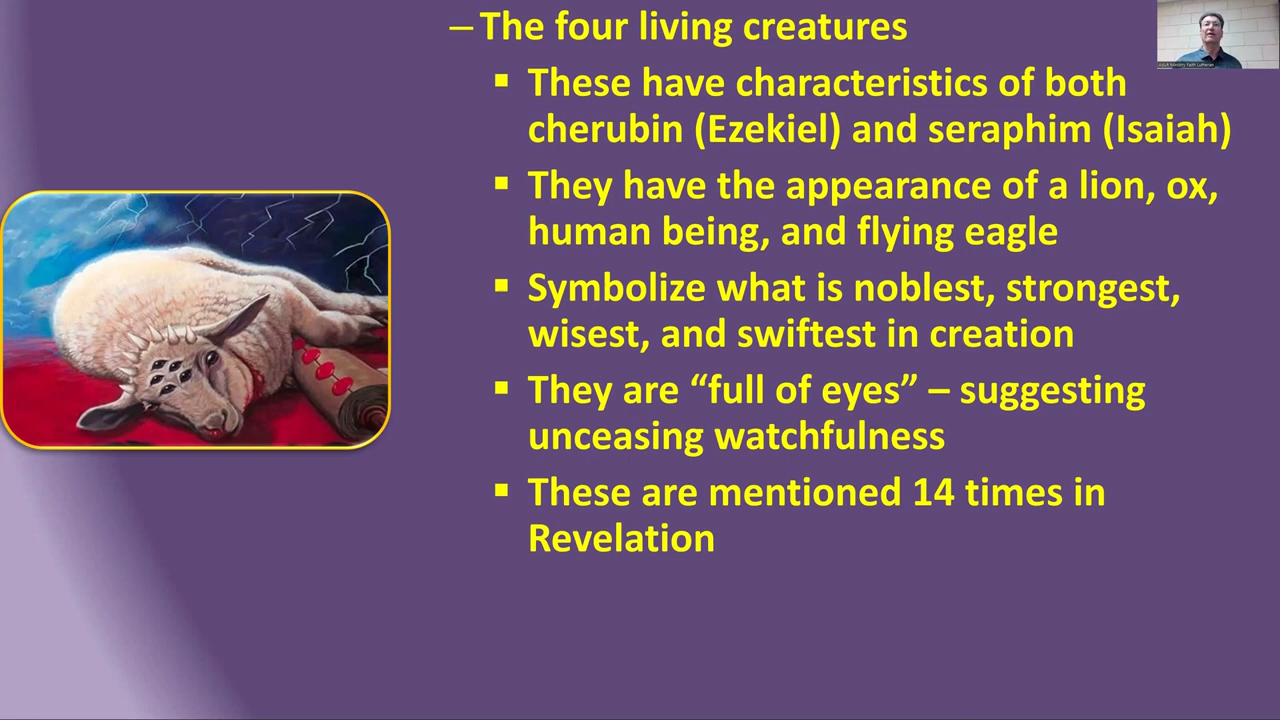 – The four living creatures
▪ These have characteristics of both
cherubin (Ezekiel) and seraphim (Isaiah)
▪ They have the appearance of a lion, ox,
human being, and flying eagle
▪ Symbolize what is noblest, strongest,
wisest, and swiftest in creation
▪ They are “full of eyes” – suggesting
unceasing watchfulness
▪ These are mentioned 14 times in
Revelation